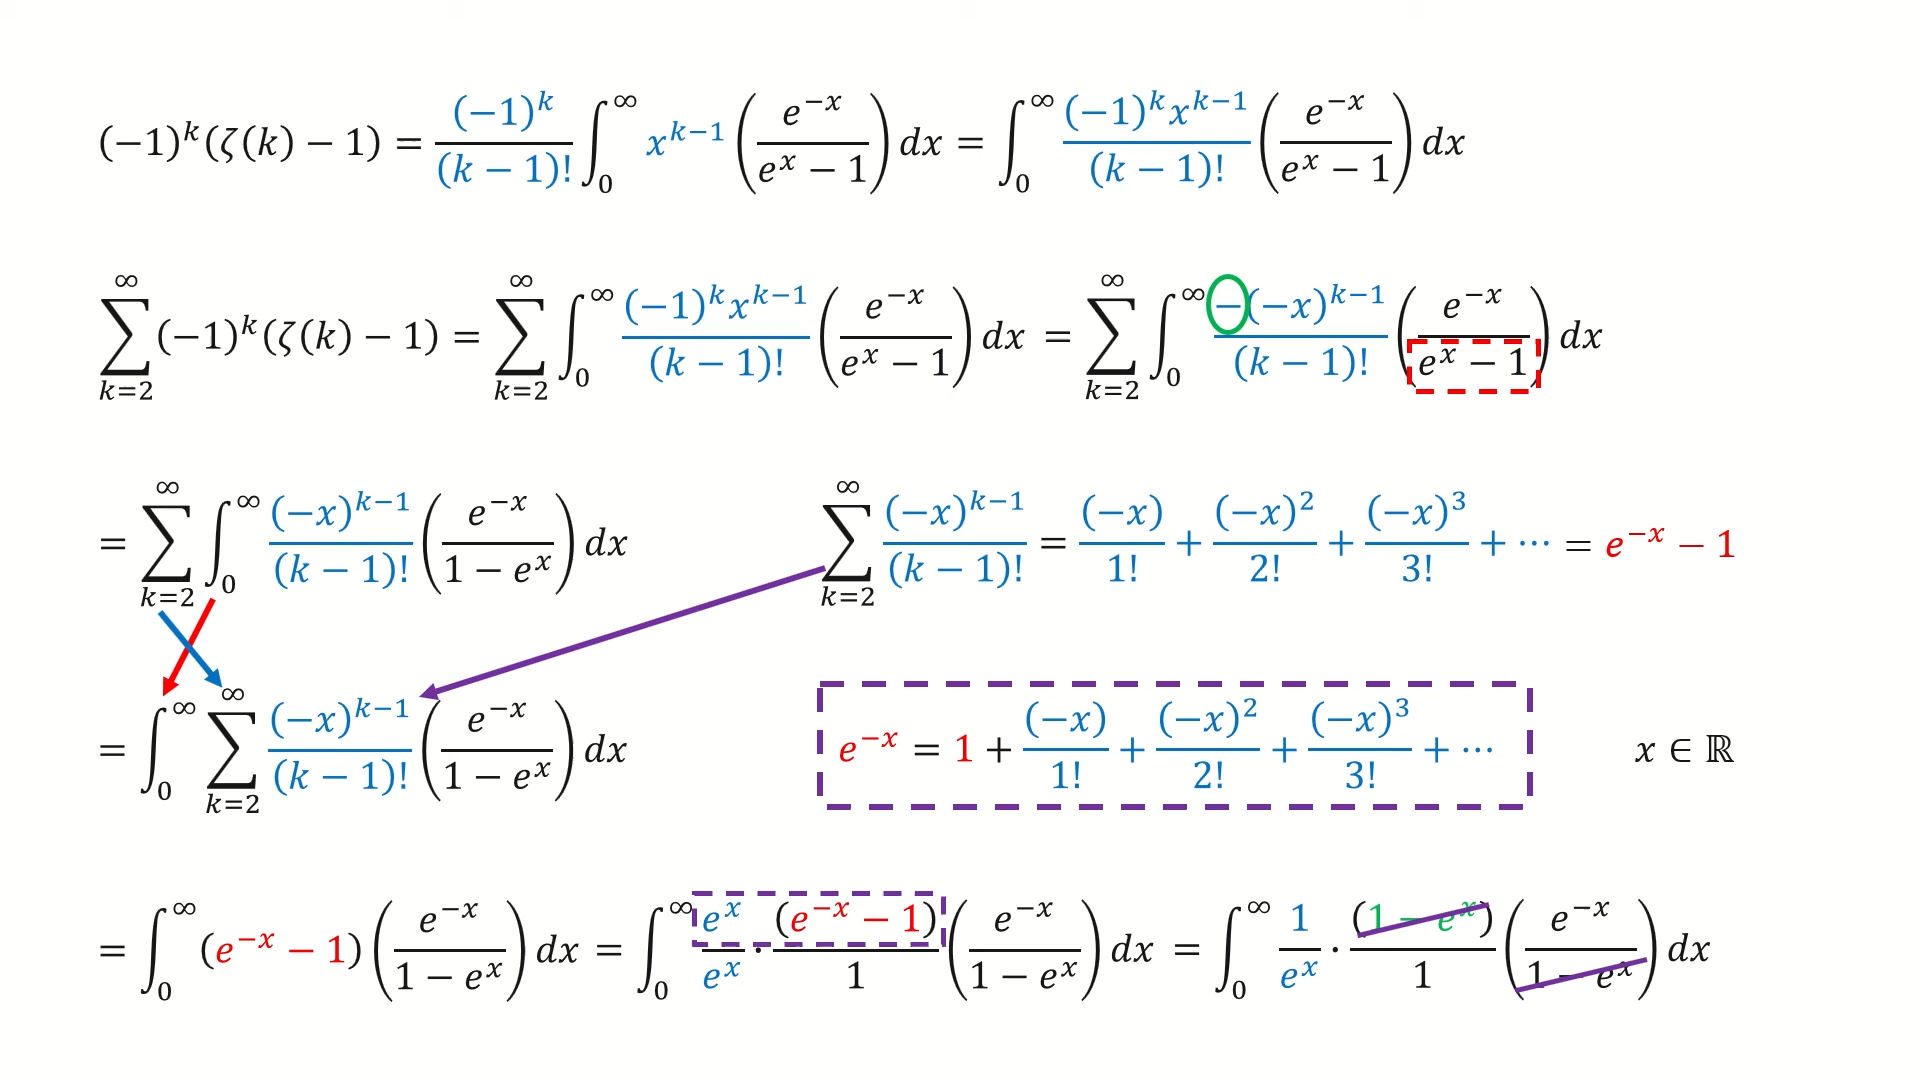 (−1)^k(ζ(k) − 1) = (−1)^k/(k − 1)! ∫_0^∞ x^{k−1} (e^{−x}/(e^x − 1)) dx = ∫_0^∞ (−1)^k x^{k−1}/(k − 1)! (e^{−x}/(e^x − 1)) dx
∑_{k=2}^∞ (−1)^k(ζ(k) − 1) = ∑_{k=2}^∞ ∫_0^∞ (−1)^k x^{k−1}/(k − 1)! (e^{−x}/(e^x − 1)) dx = ∑_{k=2}^∞ ∫_0^∞ −(−x)^{k−1}/(k − 1)! (e^{−x}/(e^x − 1)) dx
= ∑_{k=2}^∞ ∫_0^∞ (−x)^{k−1}/(k − 1)! (e^{−x}/(1 − e^x)) dx
∑_{k=2}^∞ (−x)^{k−1}/(k − 1)! = (−x)/1! + (−x)^2/2! + (−x)^3/3! + ⋯ = e^{−x} − 1
= ∫_0^∞ ∑_{k=2}^∞ (−x)^{k−1}/(k − 1)! (e^{−x}/(1 − e^x)) dx
e^{−x} = 1 + (−x)/1! + (−x)^2/2! + (−x)^3/3! + ⋯
x ∈ ℝ
= ∫_0^∞ (e^{−x} − 1) (e^{−x}/(1 − e^x)) dx = ∫_0^∞ e^x/e^x · (e^{−x} − 1)/1 (e^{−x}/(1 − e^x)) dx = ∫_0^∞ 1/e^x · (1 − e^x)/1 (e^{−x}/(1 − e^x)) dx